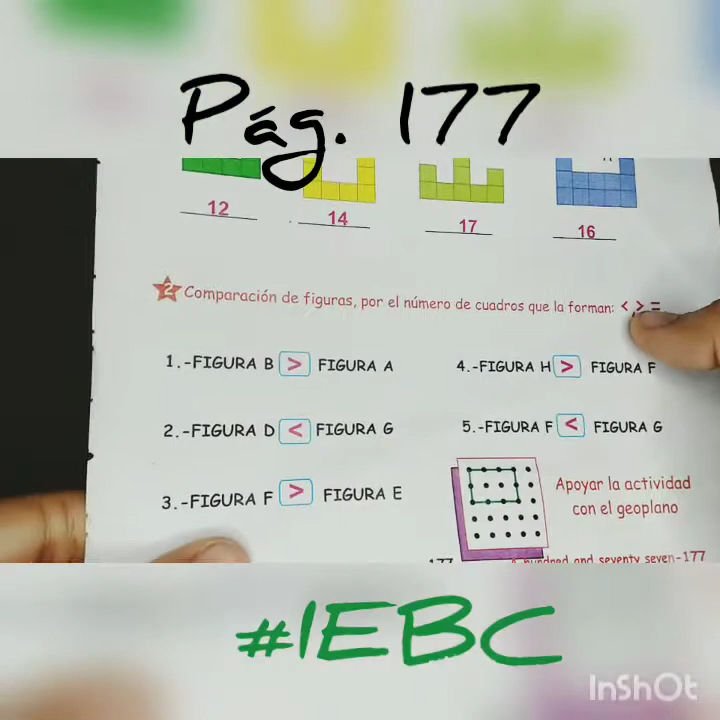 Pág. 177
12 14 17 16
2 Comparación de figuras, por el número de cuadros que la forman: <, > =
1.-FIGURA B > FIGURA A
4.-FIGURA H > FIGURA F
2.-FIGURA D < FIGURA G
5.-FIGURA F < FIGURA G
3.-FIGURA F > FIGURA E
Apoyar la actividad
con el geoplano
177
hundred and seventy seven-177
#IEBC
InShOt